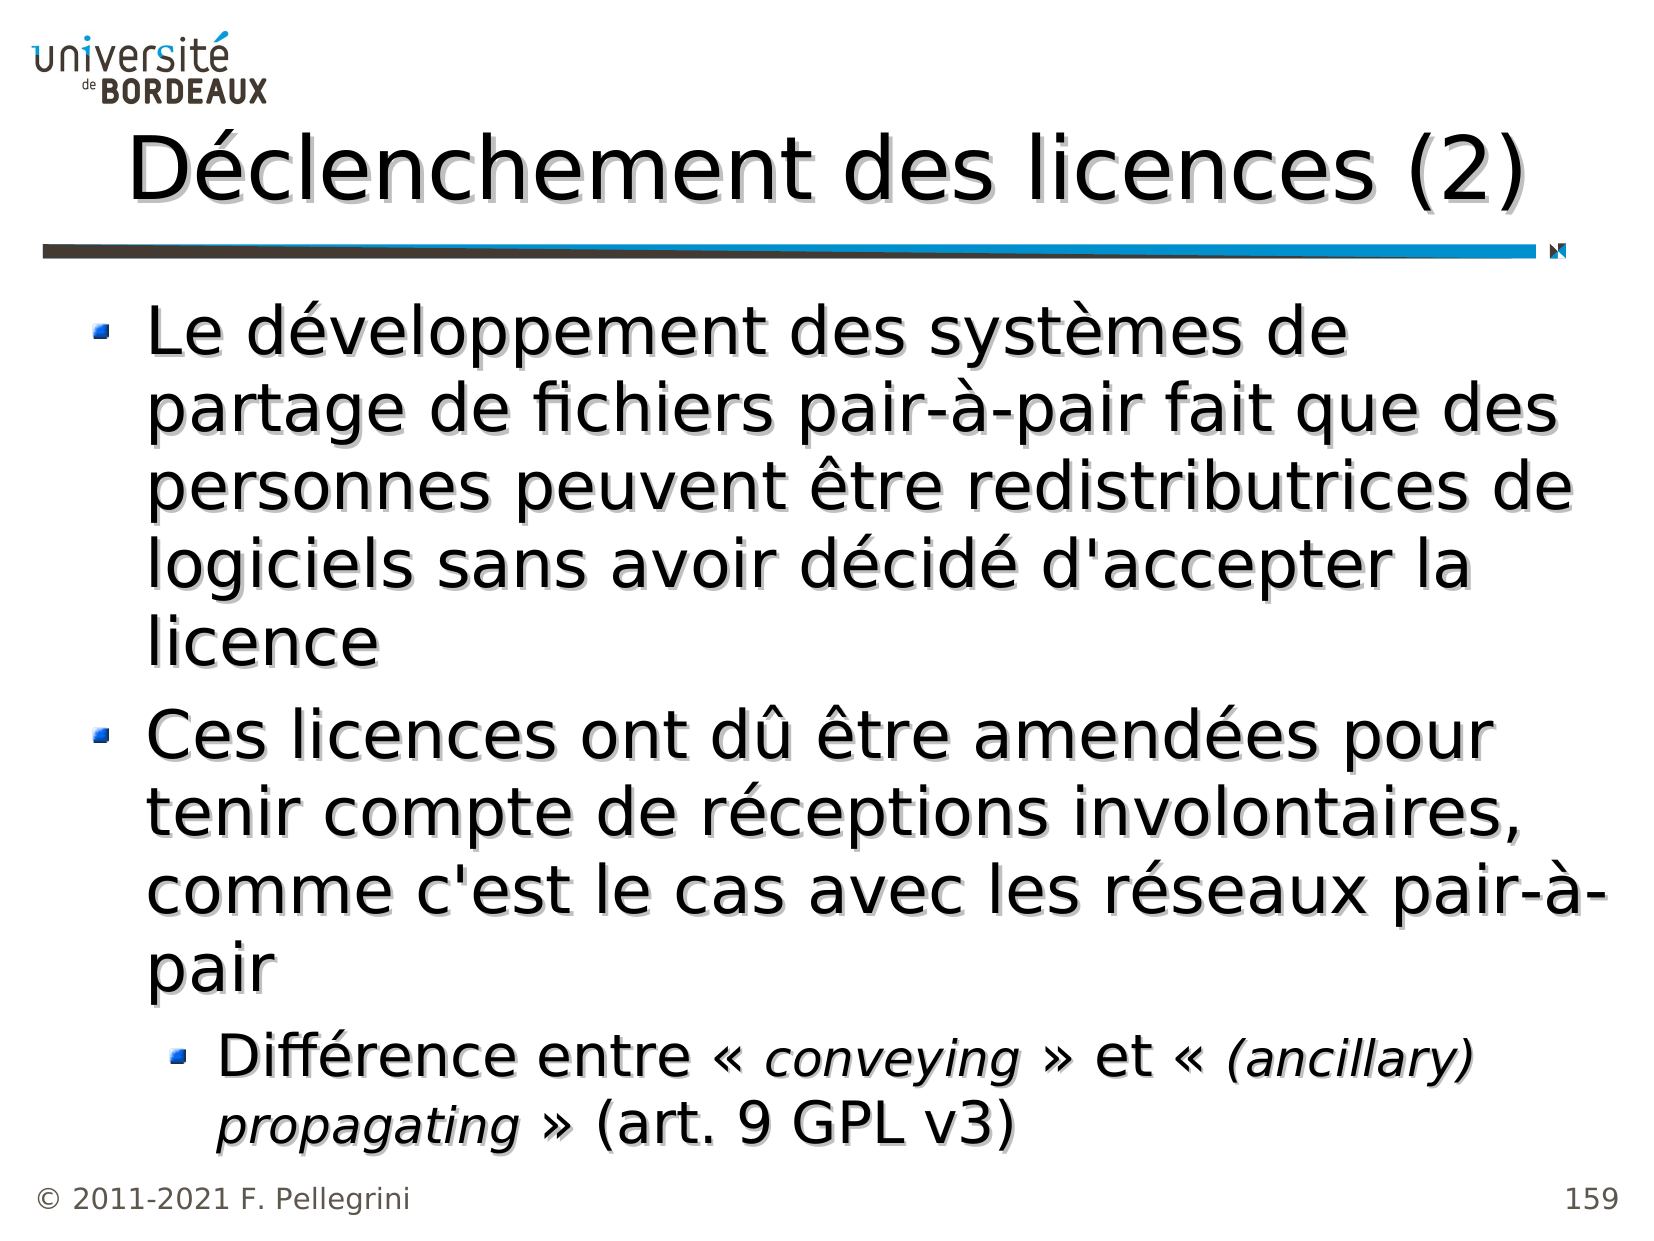 université
de BORDEAUX
Déclenchement des licences (2)
Le développement des systèmes de
partage de fichiers pair-à-pair fait que des
personnes peuvent être redistributrices de
logiciels sans avoir décidé d'accepter la
licence
Ces licences ont dû être amendées pour
tenir compte de réceptions involontaires,
comme c'est le cas avec les réseaux pair-à-
pair
Différence entre « conveying » et « (ancillary)
propagating » (art. 9 GPL v3)
© 2011-2021 F. Pellegrini
159